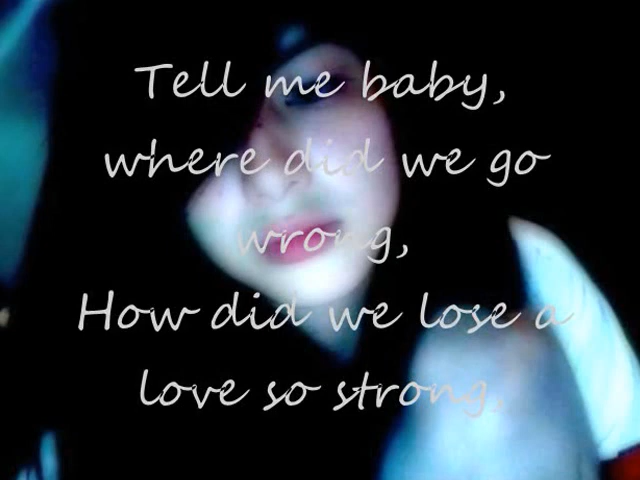 Tell me baby,
where did we go
wrong,
How did we lose a
love so strong,